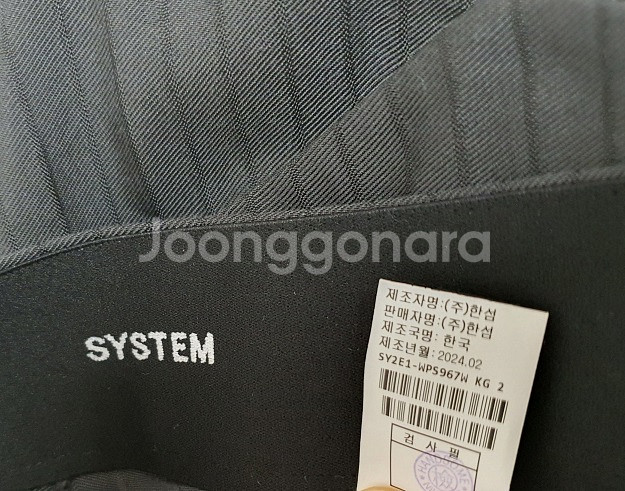 Joonggonara
SYSTEM
제조자명:(주)한섬
판매자명:(주)한섬
제조국명: 한국
제조년월: 2024.02
SY2E1-WP5967W KG 2
검 사 필